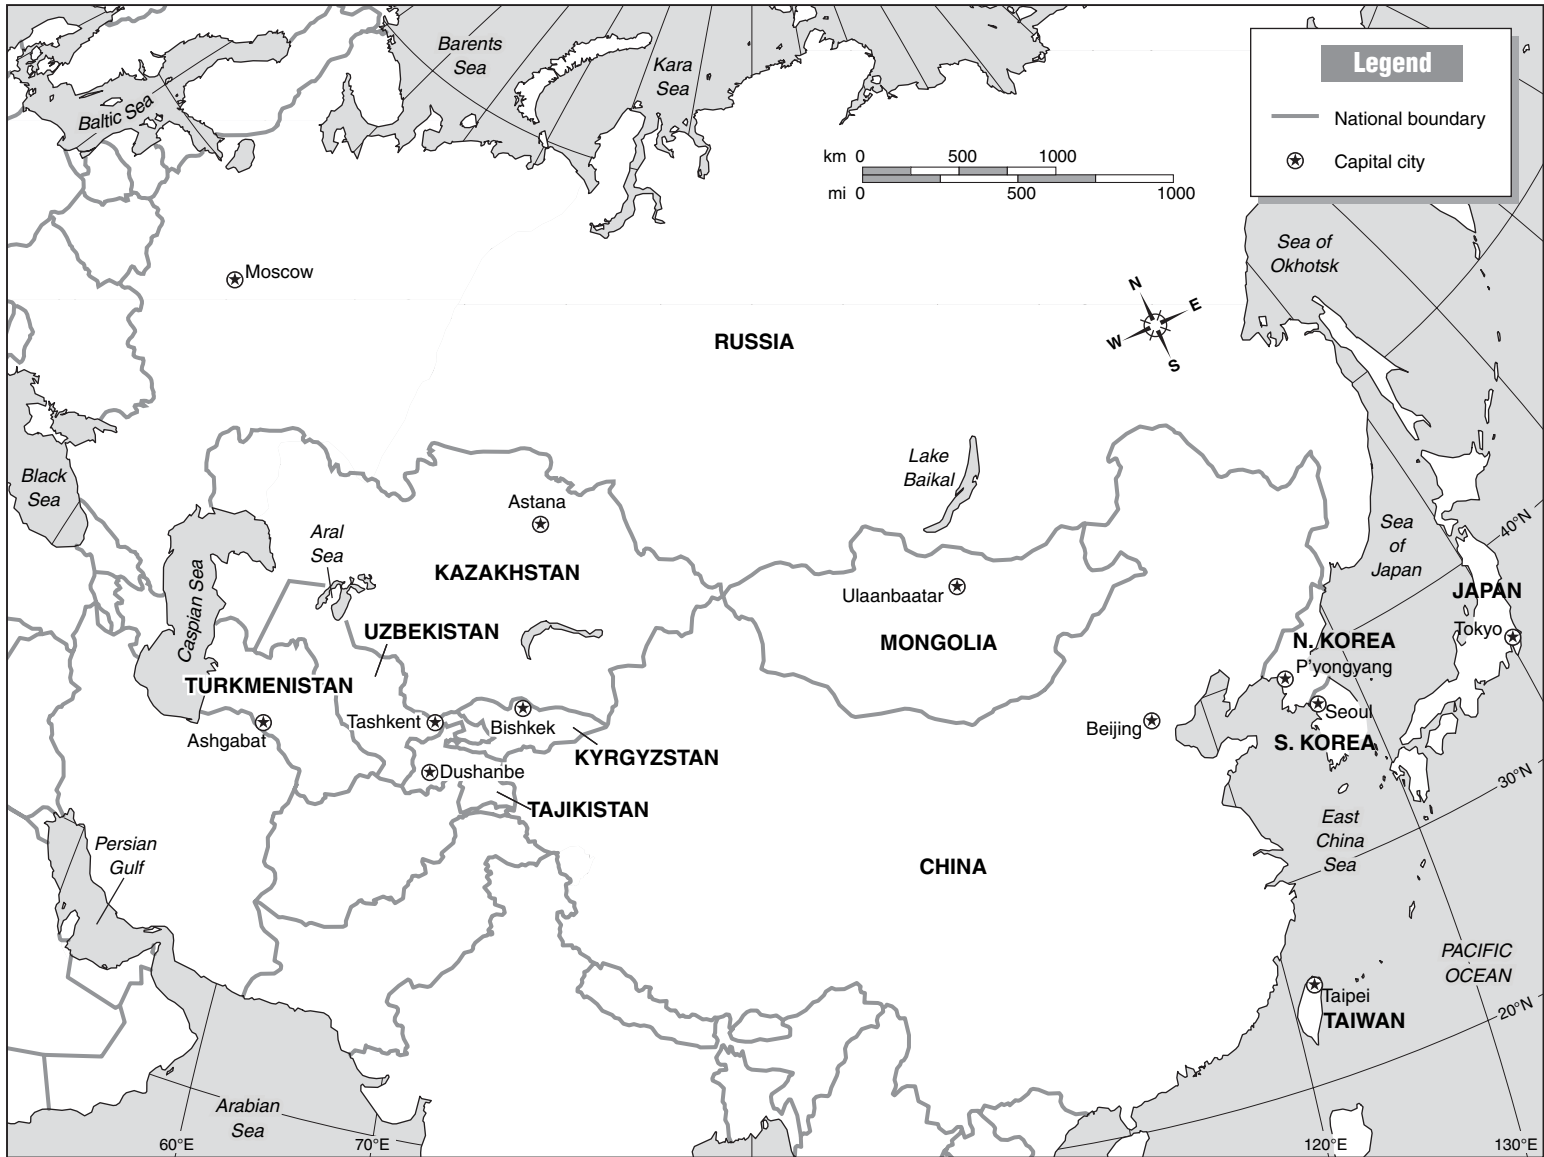 Barents
Sea
Kara
Sea
Baltic Sea
Legend
National boundary
Capital city
km 0 500 1000
mi 0 500 1000
Sea of
Okhotsk
Moscow
N
E
W
S
RUSSIA
Black
Sea
Lake
Baikal
Astana
Aral
Sea
Caspian Sea
KAZAKHSTAN
Sea
of
Japan
40°N
Ulaanbaatar
JAPAN
Tokyo
UZBEKISTAN
MONGOLIA
N. KOREA
P'yongyang
TURKMENISTAN
Tashkent
Bishkek
Beijing
Seoul
Ashgabat
S. KOREA
KYRGYZSTAN
Dushanbe
30°N
TAJIKISTAN
East
China
Sea
Persian
Gulf
CHINA
PACIFIC
OCEAN
Taipei
TAIWAN
20°N
Arabian
Sea
60°E
70°E
120°E
130°E